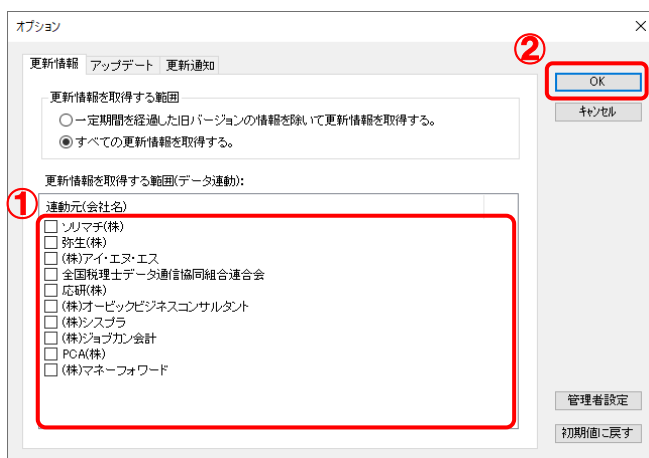 オプション
②
更新情報 アップデート 更新通知
OK
更新情報を取得する範囲
キャンセル
一定期間を経過した旧バージョンの情報を除いて更新情報を取得する。
すべての更新情報を取得する。
更新情報を取得する範囲(データ連動):
①
連動元(会社名)
ソリマチ(株)
弥生(株)
(株)アイ・エヌ・エス
全国税理士データ通信協同組合連合会
応研(株)
(株)オービックビジネスコンサルタント
(株)シスプラ
(株)ジョブカン会計
PCA(株)
(株)マネーフォワード
管理者設定
初期値に戻す